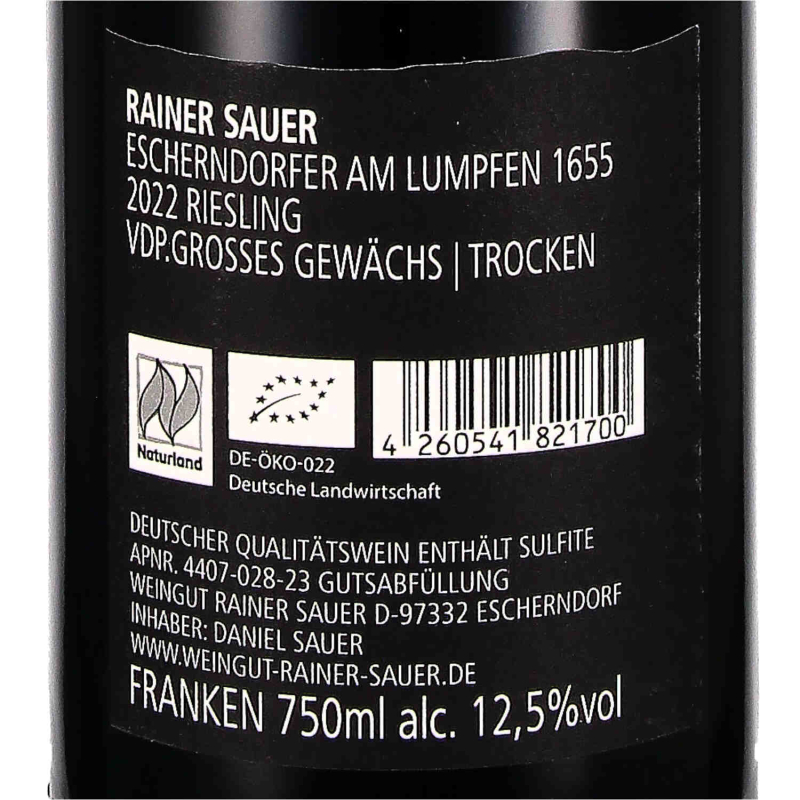 RAINER SAUER
ESCHERNDORFER AM LUMPFEN 1655
2022 RIESLING
VDP.GROSSES GEWÄCHS | TROCKEN
Naturland
DE-ÖKO-022
Deutsche Landwirtschaft
4 260541 821700
DEUTSCHER QUALITÄTSWEIN ENTHÄLT SULFITE
APNR. 4407-028-23 GUTSABFÜLLUNG
WEINGUT RAINER SAUER D-97332 ESCHERNDORF
INHABER: DANIEL SAUER
WWW.WEINGUT-RAINER-SAUER.DE
FRANKEN 750ml alc. 12,5%vol